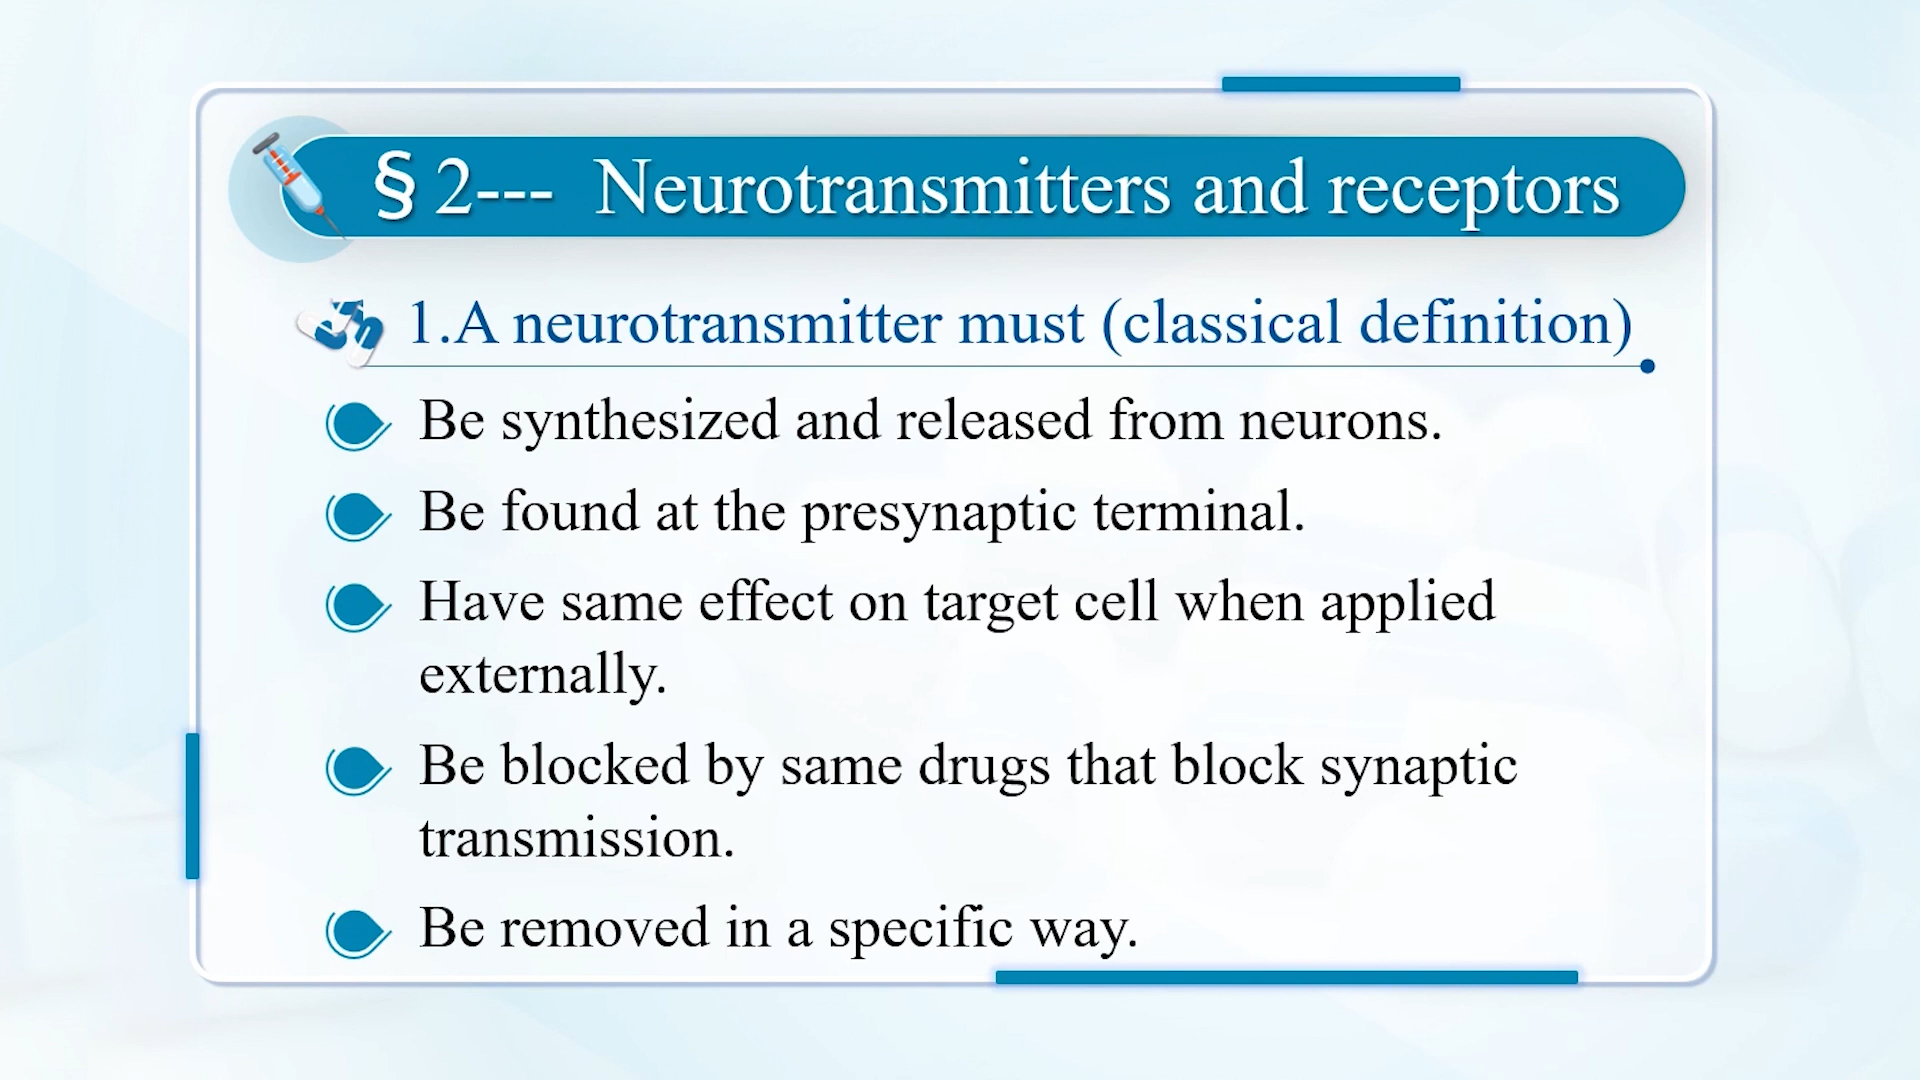 § 2--- Neurotransmitters and receptors
1.A neurotransmitter must (classical definition)
Be synthesized and released from neurons.
Be found at the presynaptic terminal.
Have same effect on target cell when applied
externally.
Be blocked by same drugs that block synaptic
transmission.
Be removed in a specific way.